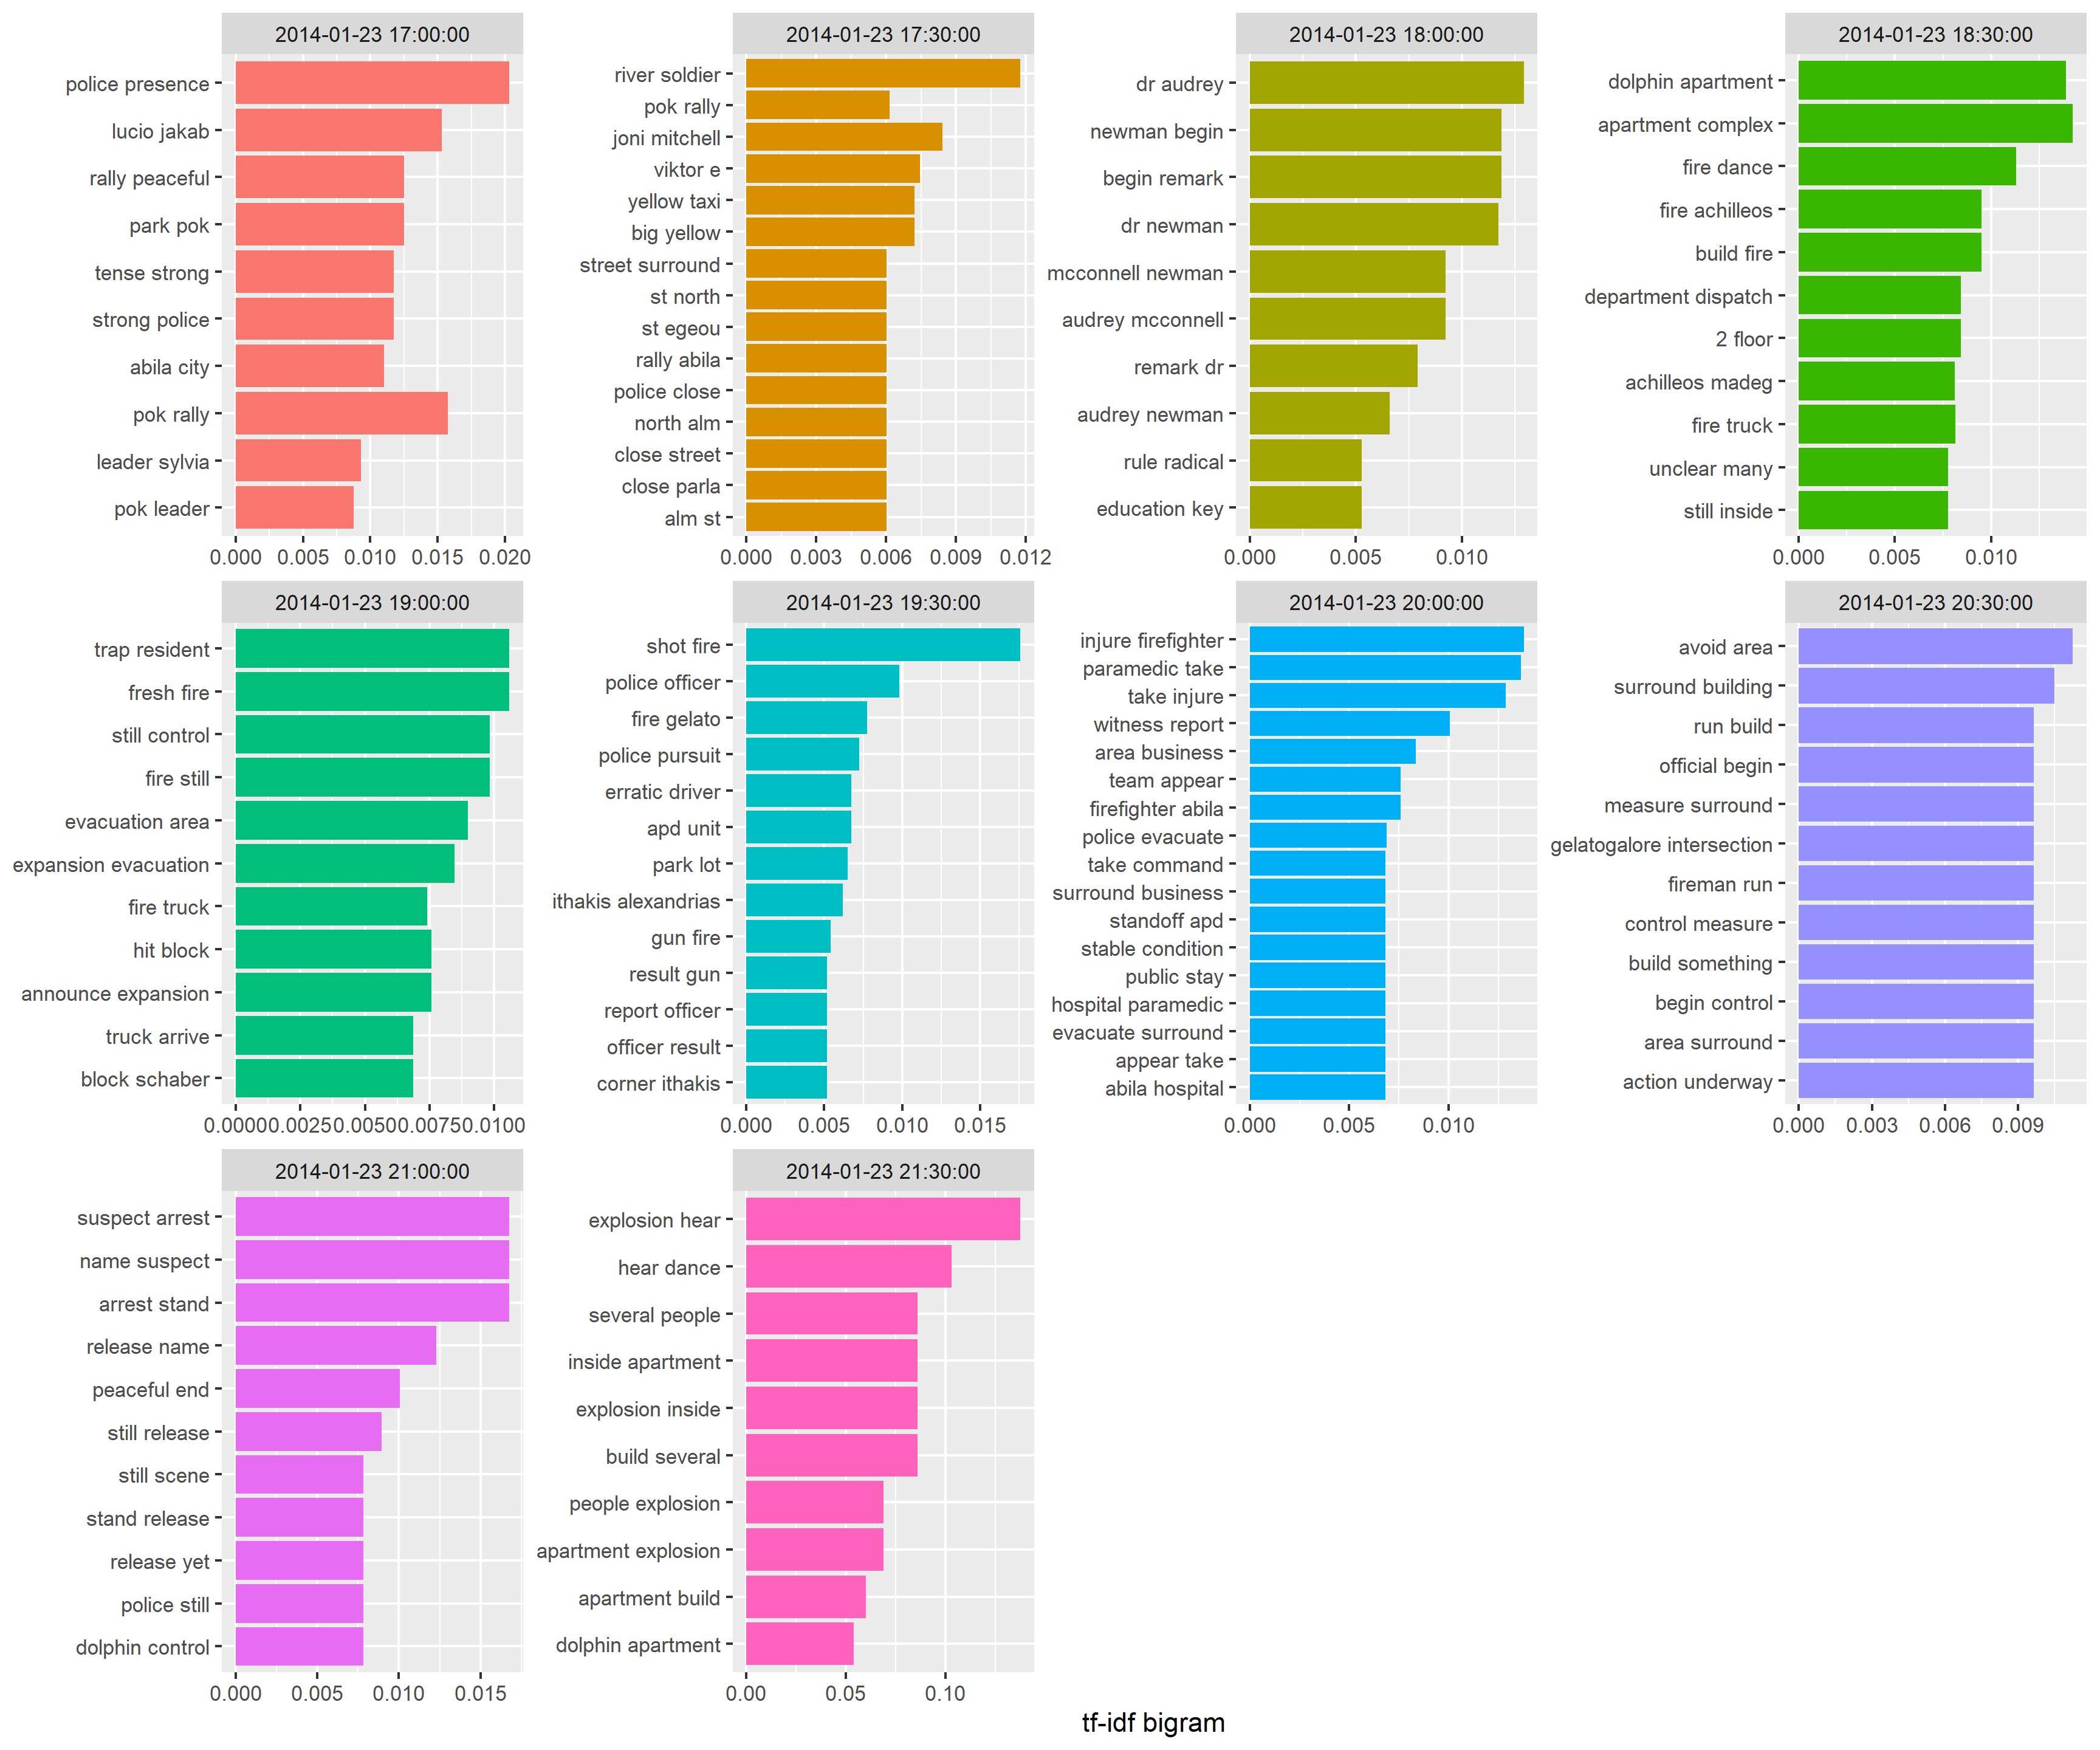 2014-01-23 17:00:00
police presence
lucio jakab
rally peaceful
park pok
tense strong
strong police
abila city
pok rally
leader sylvia
pok leader
0.000 0.005 0.010 0.015 0.020
2014-01-23 17:30:00
river soldier
pok rally
joni mitchell
viktor e
yellow taxi
big yellow
street surround
st north
st egeou
rally abila
police close
north alm
close street
close parla
alm st
0.000 0.003 0.006 0.009 0.012
2014-01-23 18:00:00
dr audrey
newman begin
begin remark
dr newman
mcconnell newman
audrey mcconnell
remark dr
audrey newman
rule radical
education key
0.000 0.005 0.010
2014-01-23 18:30:00
dolphin apartment
apartment complex
fire dance
fire achilleos
build fire
department dispatch
2 floor
achilleos madeg
fire truck
unclear many
still inside
0.000 0.005 0.010
2014-01-23 19:00:00
trap resident
fresh fire
still control
fire still
evacuation area
expansion evacuation
fire truck
hit block
announce expansion
truck arrive
block schaber
0.0000 0.0025 0.0050 0.0075 0.0100
2014-01-23 19:30:00
shot fire
police officer
fire gelato
police pursuit
erratic driver
apd unit
park lot
ithakis alexandrias
gun fire
result gun
report officer
officer result
corner ithakis
0.000 0.005 0.010 0.015
2014-01-23 20:00:00
injure firefighter
paramedic take
take injure
witness report
area business
team appear
firefighter abila
police evacuate
take command
surround business
standoff apd
stable condition
public stay
hospital paramedic
evacuate surround
appear take
abila hospital
0.000 0.005 0.010
2014-01-23 20:30:00
avoid area
surround building
run build
official begin
measure surround
gelatogalore intersection
fireman run
control measure
build something
begin control
area surround
action underway
0.000 0.003 0.006 0.009
2014-01-23 21:00:00
suspect arrest
name suspect
arrest stand
release name
peaceful end
still release
still scene
stand release
release yet
police still
dolphin control
0.000 0.005 0.010 0.015
2014-01-23 21:30:00
explosion hear
hear dance
several people
inside apartment
explosion inside
build several
people explosion
apartment explosion
apartment build
dolphin apartment
0.00 0.05 0.10
tf-idf bigram